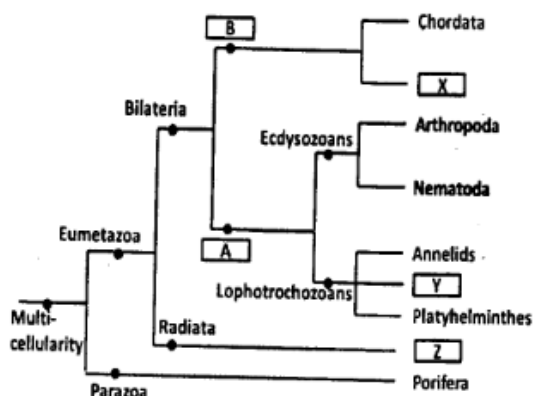 B
Chordata
X
Bilateria
Ecdysozoans
Arthropoda
Nematoda
Eumetazoa
A
Annelids
Lophotrochozoans
Y
Platyhelminthes
Multi-
cellularity
Radiata
Z
Parazoa
Porifera